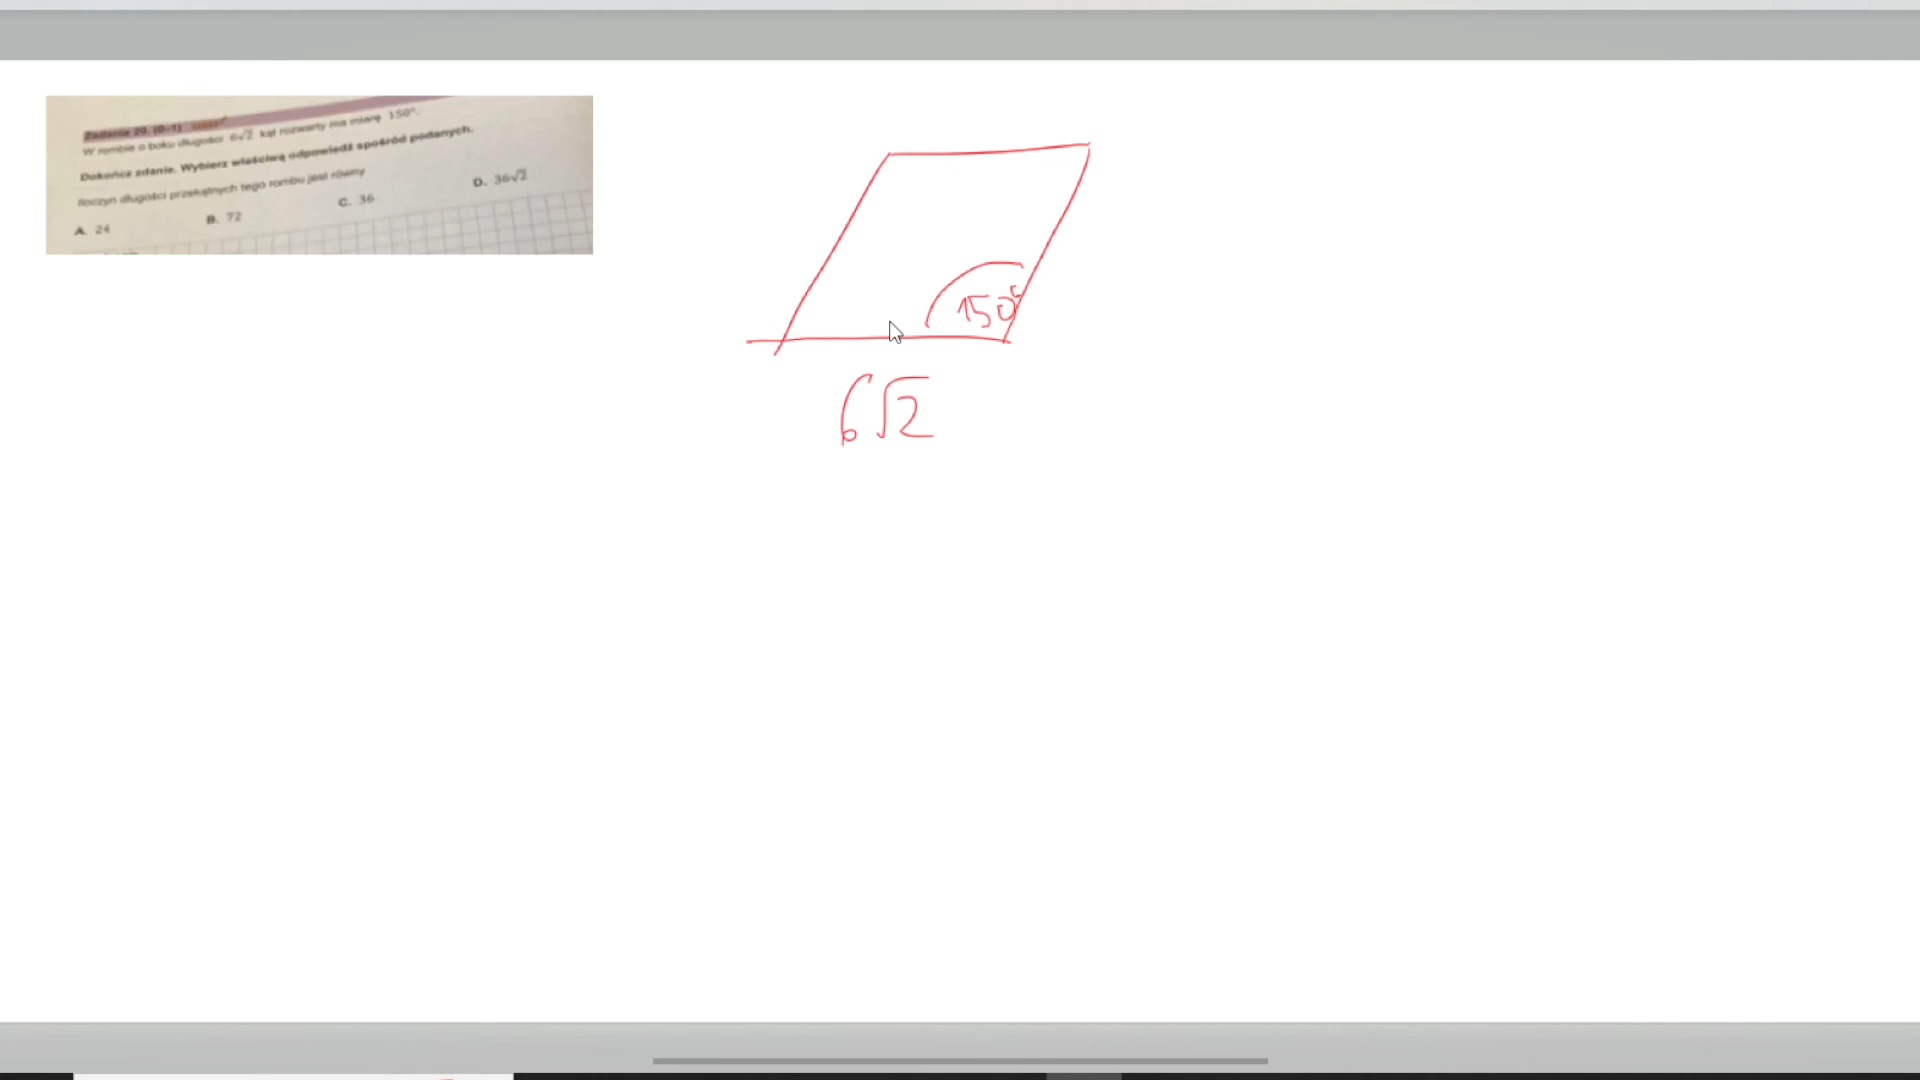 Zadanie 20. (0-1)
W rombie o boku długości 6√2 kąt rozwarty ma miarę 150°.
Dokończ zdanie. Wybierz właściwą odpowiedź spośród podanych.
Iloczyn długości przekątnych tego rombu jest równy
A. 24 B. 72 C. 36 D. 36√2
150°
6√2